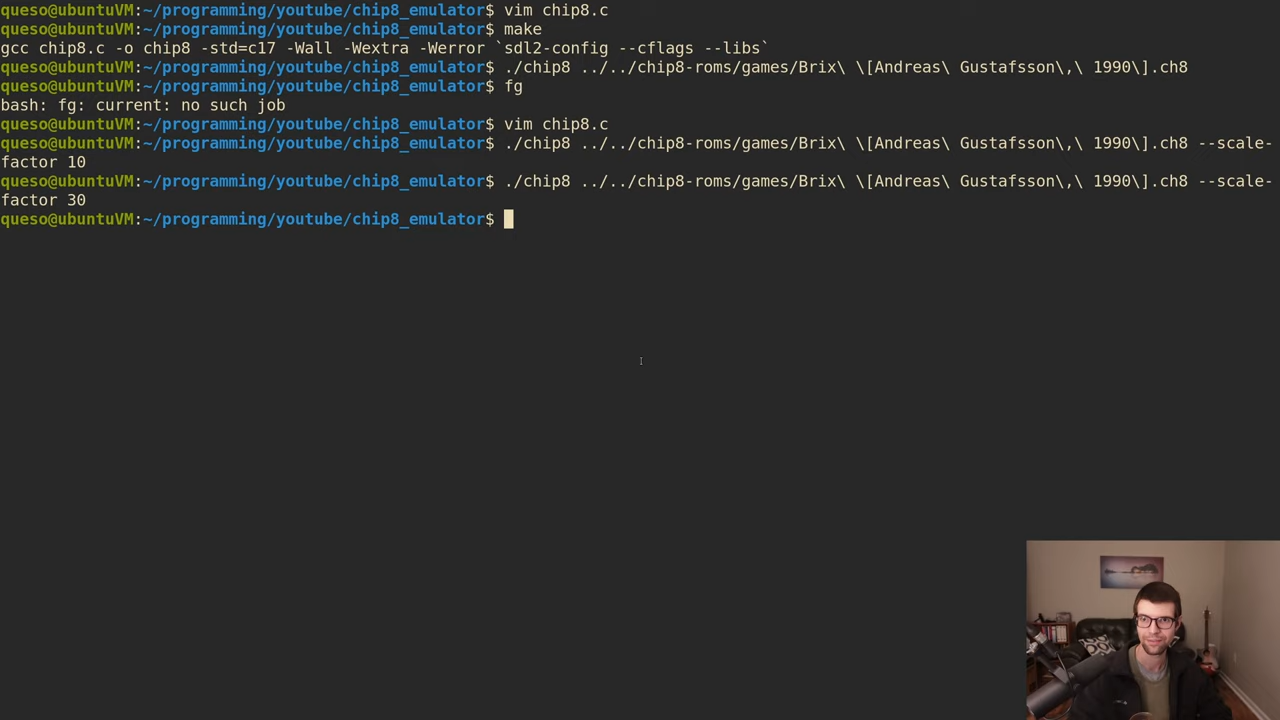 queso@ubuntuVM:~/programming/youtube/chip8_emulator$ vim chip8.c
queso@ubuntuVM:~/programming/youtube/chip8_emulator$ make
gcc chip8.c -o chip8 -std=c17 -Wall -Wextra -Werror `sdl2-config --cflags --libs`
queso@ubuntuVM:~/programming/youtube/chip8_emulator$ ./chip8 ../../chip8-roms/games/Brix\ \[Andreas\ Gustafsson\,\ 1990\].ch8
queso@ubuntuVM:~/programming/youtube/chip8_emulator$ fg
bash: fg: current: no such job
queso@ubuntuVM:~/programming/youtube/chip8_emulator$ vim chip8.c
queso@ubuntuVM:~/programming/youtube/chip8_emulator$ ./chip8 ../../chip8-roms/games/Brix\ \[Andreas\ Gustafsson\,\ 1990\].ch8 --scale-
factor 10
queso@ubuntuVM:~/programming/youtube/chip8_emulator$ ./chip8 ../../chip8-roms/games/Brix\ \[Andreas\ Gustafsson\,\ 1990\].ch8 --scale-
factor 30
queso@ubuntuVM:~/programming/youtube/chip8_emulator$